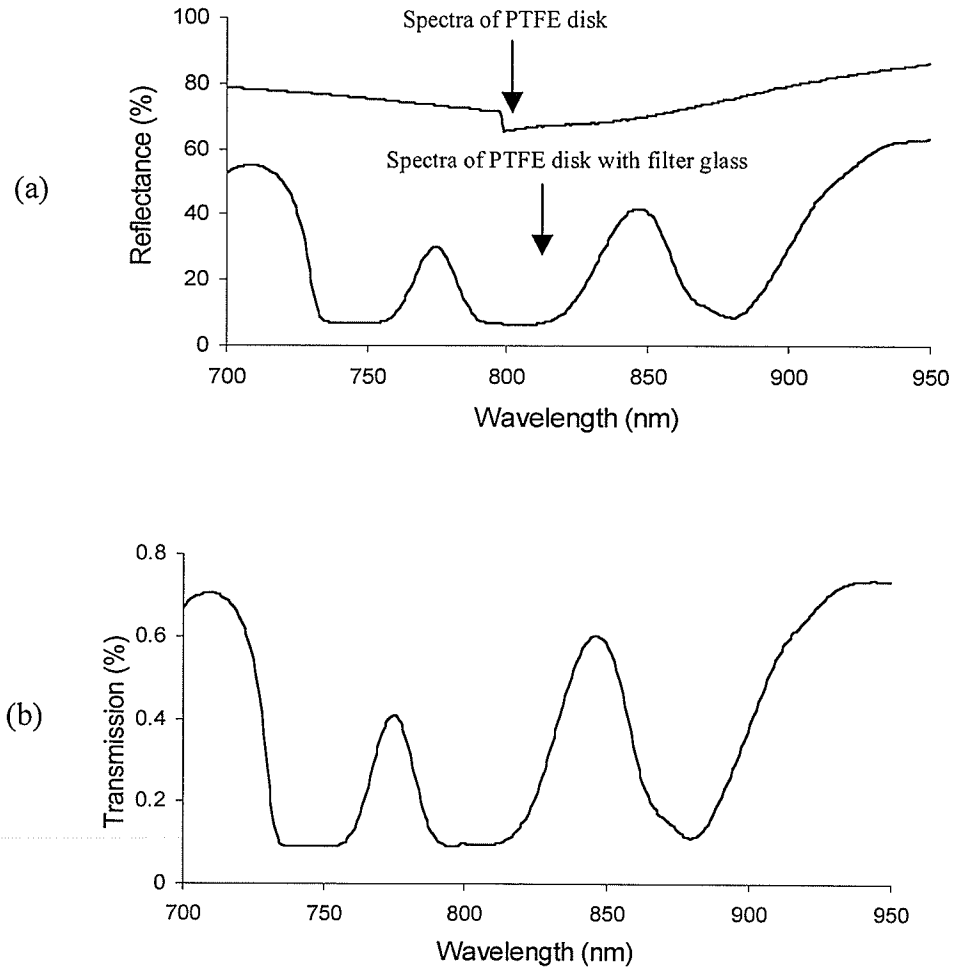 Spectra of PTFE disk
100
80
60
40
20
0
Reflectance (%)
(a)
Spectra of PTFE disk with filter glass
700 750 800 850 900 950
Wavelength (nm)
0.8
0.6
0.4
0.2
0
Transmission (%)
(b)
700 750 800 850 900 950
Wavelength (nm)